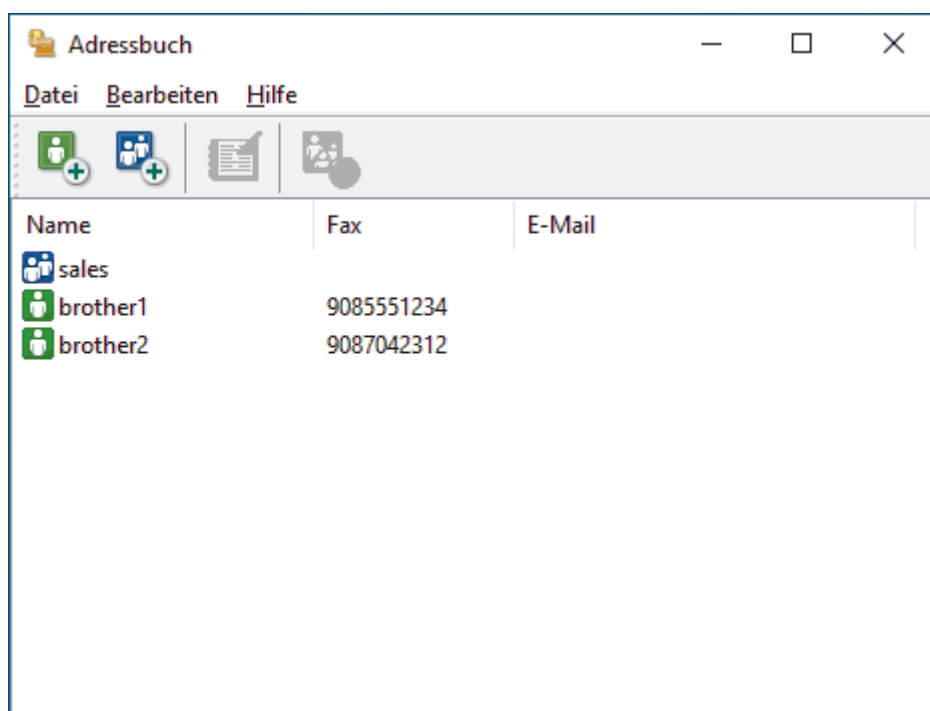 Adressbuch
Datei Bearbeiten Hilfe
Name Fax E-Mail
sales
brother1 9085551234
brother2 9087042312